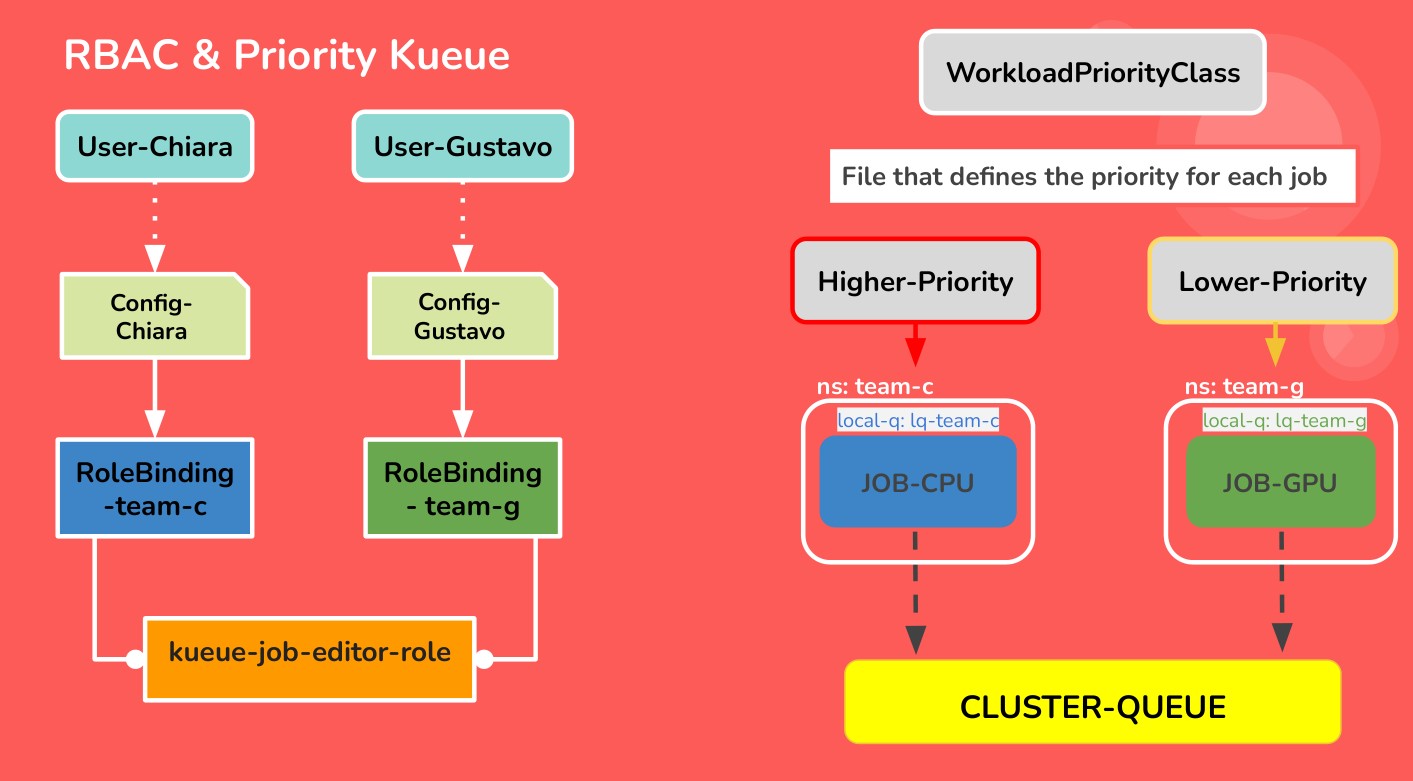 RBAC & Priority Kueue
User-Chiara
User-Gustavo
Config-
Chiara
Config-
Gustavo
RoleBinding
-team-c
RoleBinding
- team-g
kueue-job-editor-role
WorkloadPriorityClass
File that defines the priority for each job
Higher-Priority
Lower-Priority
ns: team-c
local-q: lq-team-c
JOB-CPU
ns: team-g
local-q: lq-team-g
JOB-GPU
CLUSTER-QUEUE